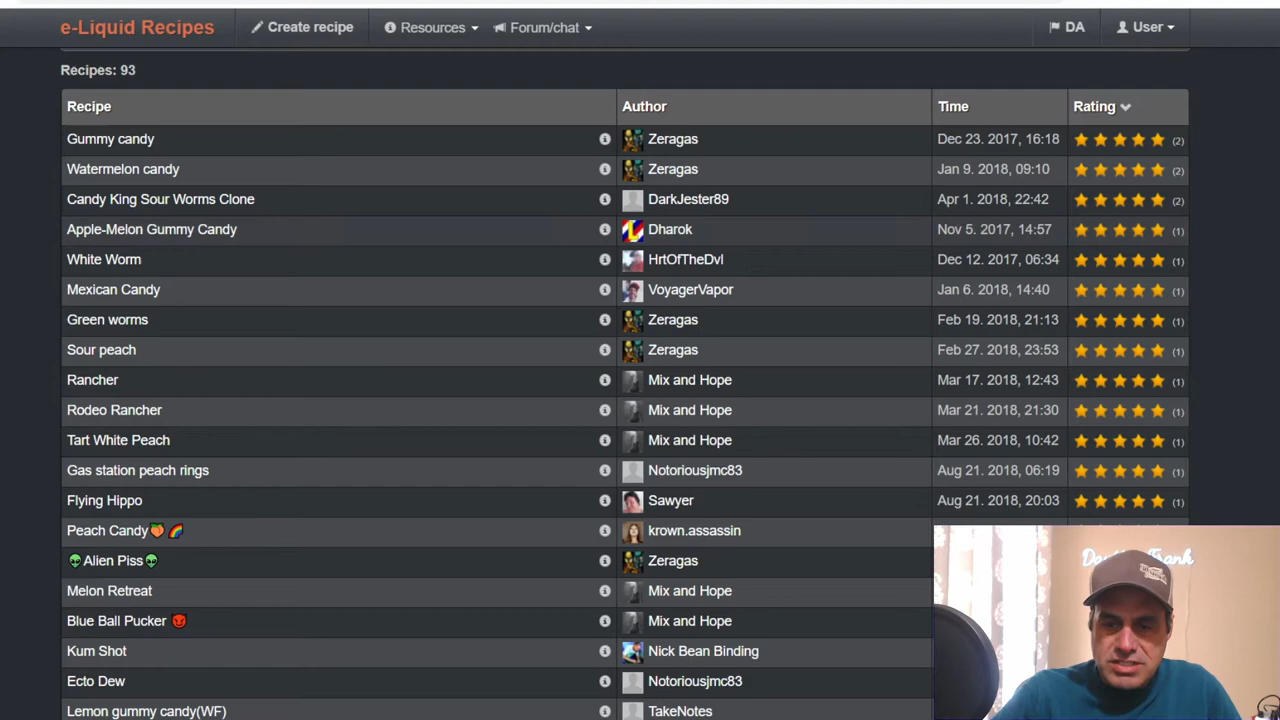 e-Liquid Recipes Create recipe Resources Forum/chat DA User
Recipes: 93
Recipe Author Time Rating
Gummy candy Zeragas Dec 23. 2017, 16:18 (2)
Watermelon candy Zeragas Jan 9. 2018, 09:10 (2)
Candy King Sour Worms Clone DarkJester89 Apr 1. 2018, 22:42 (2)
Apple-Melon Gummy Candy Dharok Nov 5. 2017, 14:57 (1)
White Worm HrtOfTheDvl Dec 12. 2017, 06:34 (1)
Mexican Candy VoyagerVapor Jan 6. 2018, 14:40 (1)
Green worms Zeragas Feb 19. 2018, 21:13 (1)
Sour peach Zeragas Feb 27. 2018, 23:53 (1)
Rancher Mix and Hope Mar 17. 2018, 12:43 (1)
Rodeo Rancher Mix and Hope Mar 21. 2018, 21:30 (1)
Tart White Peach Mix and Hope Mar 26. 2018, 10:42 (1)
Gas station peach rings Notoriousjmc83 Aug 21. 2018, 06:19 (1)
Flying Hippo Sawyer Aug 21. 2018, 20:03 (1)
Peach Candy🍑🌈 krown.assassin
👽Alien Piss👽 Zeragas
Melon Retreat Mix and Hope
Blue Ball Pucker 😈 Mix and Hope
Kum Shot Nick Bean Binding
Ecto Dew Notoriousjmc83
Lemon gummy candy(WF) TakeNotes